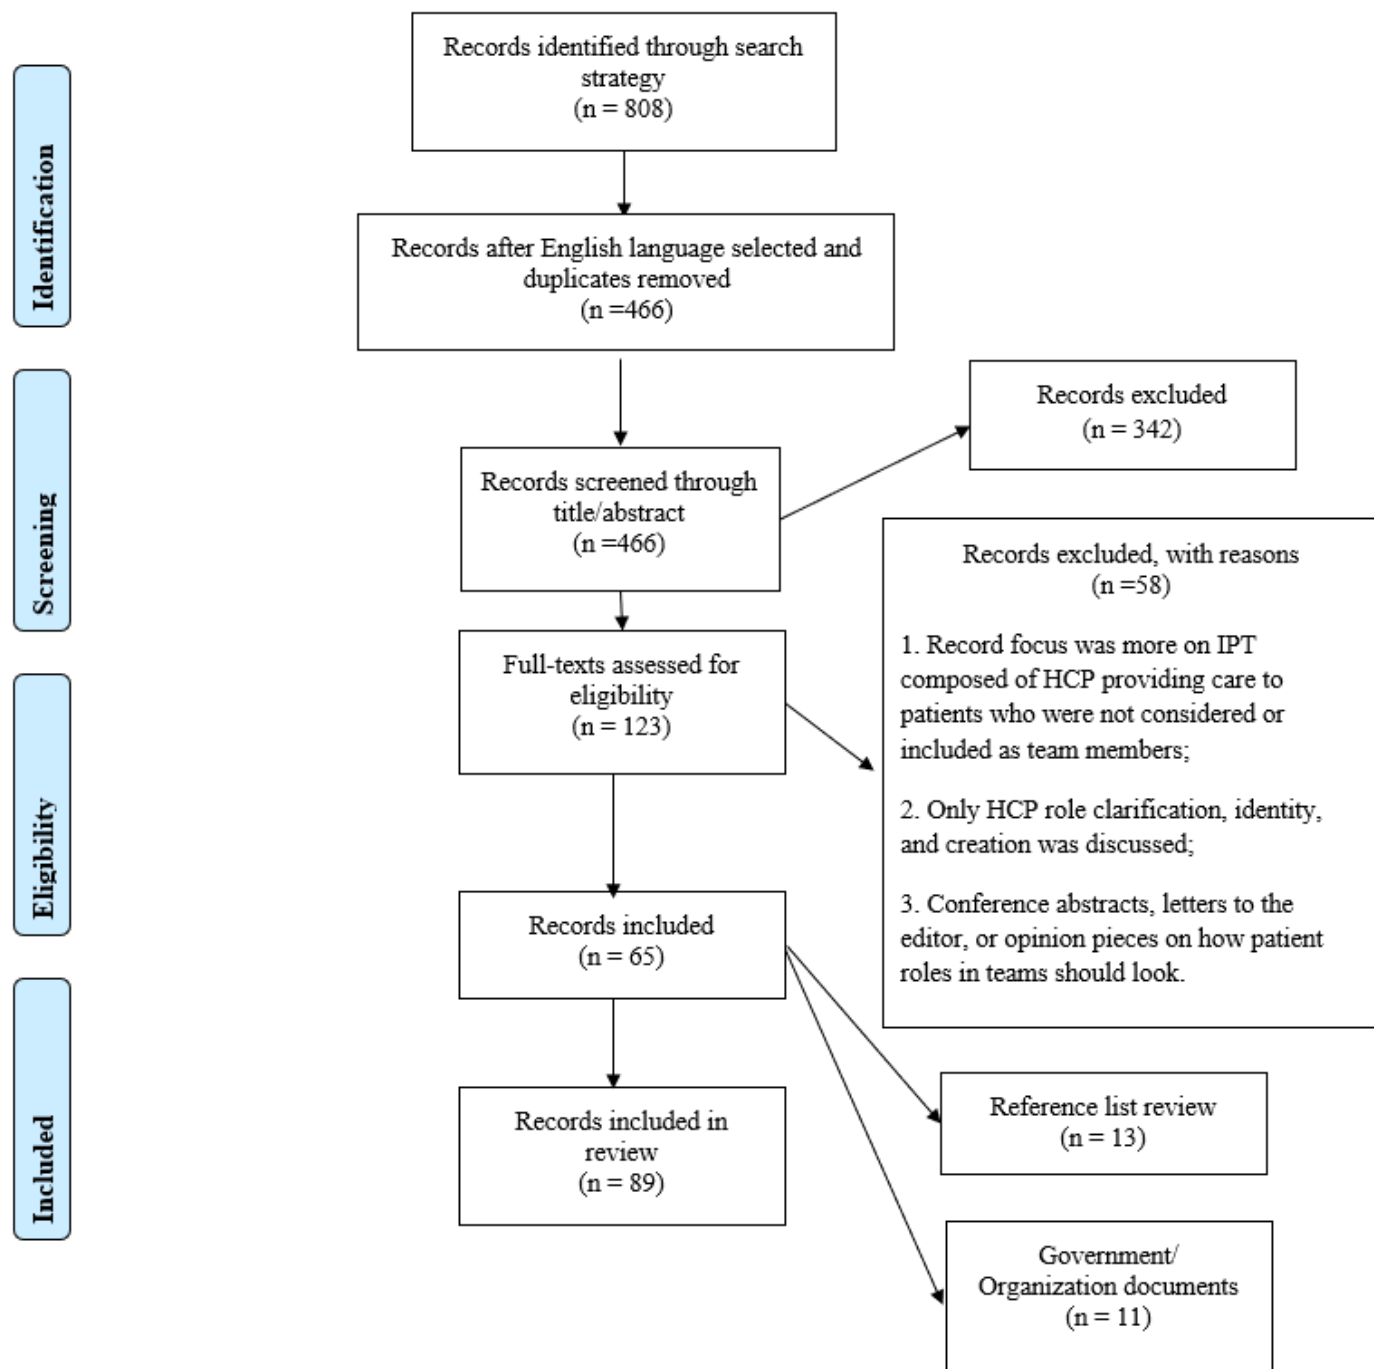 Records identified through search
strategy
(n = 808)
Identification
Records after English language selected and
duplicates removed
(n =466)
Records excluded
(n = 342)
Screening
Records screened through
title/abstract
(n =466)
Records excluded, with reasons
(n =58)
1. Record focus was more on IPT
composed of HCP providing care to
patients who were not considered or
included as team members;
2. Only HCP role clarification, identity,
and creation was discussed;
3. Conference abstracts, letters to the
editor, or opinion pieces on how patient
roles in teams should look.
Full-texts assessed for
eligibility
(n = 123)
Eligibility
Records included
(n = 65)
Reference list review
(n = 13)
Included
Records included in
review
(n = 89)
Government/
Organization documents
(n = 11)